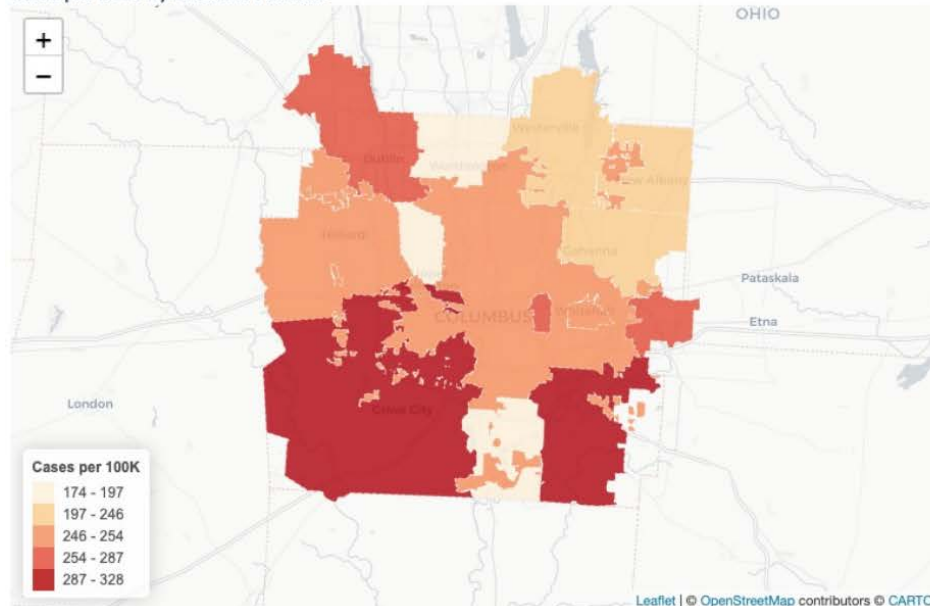 OHIO
+
−
Westerville
Dublin
New Albany
Hilliard
Gahanna
Pataskala
COLUMBUS
Whitehall
Etna
London
Grove City
Cases per 100K
174 - 197
197 - 246
246 - 254
254 - 287
287 - 328
Leaflet | © OpenStreetMap contributors © CARTO